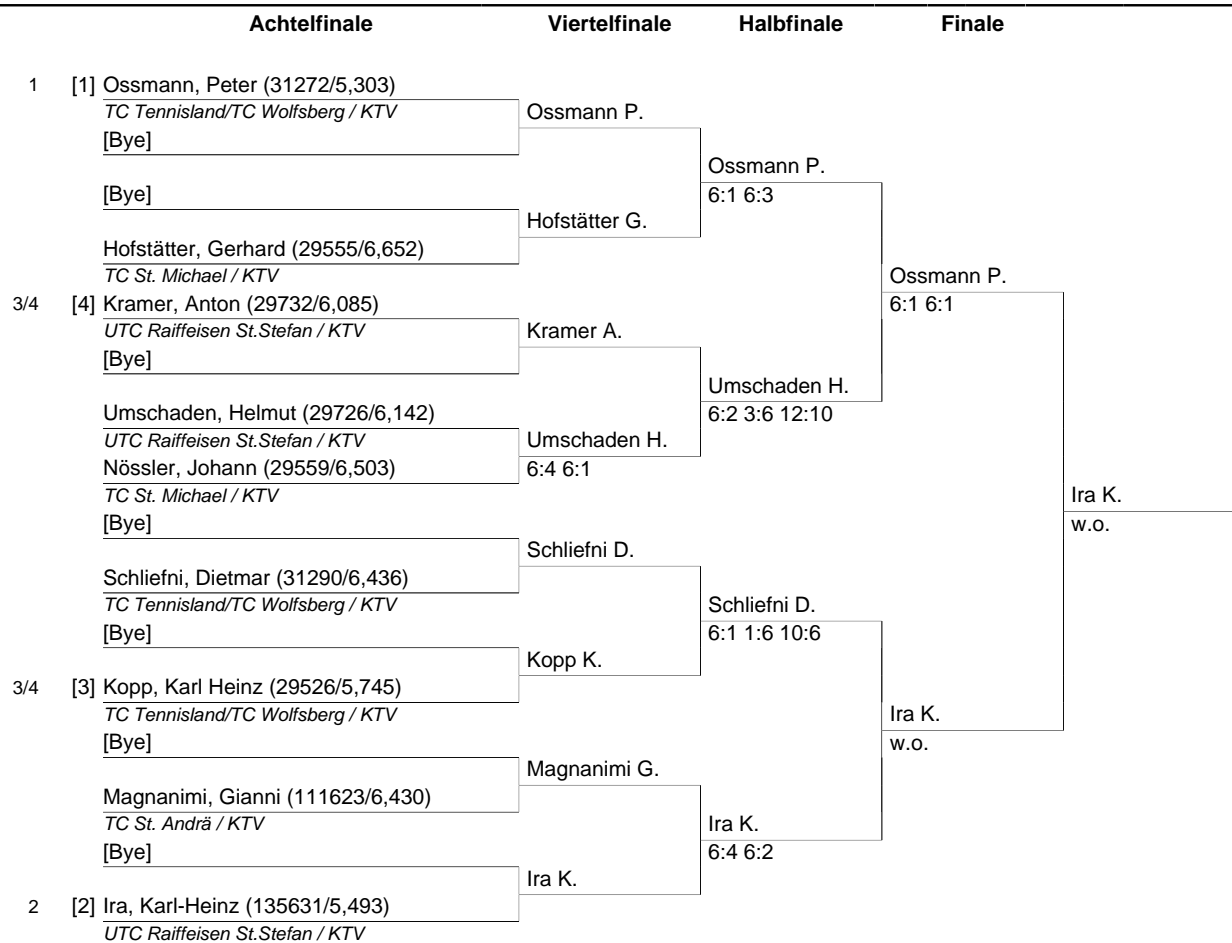 Achtelfinale Viertelfinale Halbfinale Finale
1 [1] Ossmann, Peter (31272/5,303)
TC Tennisland/TC Wolfsberg / KTV
Ossmann P.
[Bye]
Ossmann P.
[Bye]
6:1 6:3
Hofstätter G.
Hofstätter, Gerhard (29555/6,652)
TC St. Michael / KTV
Ossmann P.
3/4 [4] Kramer, Anton (29732/6,085)
6:1 6:1
UTC Raiffeisen St.Stefan / KTV
Kramer A.
[Bye]
Umschaden H.
Umschaden, Helmut (29726/6,142)
6:2 3:6 12:10
UTC Raiffeisen St.Stefan / KTV
Umschaden H.
Nössler, Johann (29559/6,503)
6:4 6:1
TC St. Michael / KTV
Ira K.
[Bye]
w.o.
Schliefni D.
Schliefni, Dietmar (31290/6,436)
TC Tennisland/TC Wolfsberg / KTV
Schliefni D.
[Bye]
6:1 1:6 10:6
Kopp K.
3/4 [3] Kopp, Karl Heinz (29526/5,745)
TC Tennisland/TC Wolfsberg / KTV
Ira K.
[Bye]
w.o.
Magnanimi G.
Magnanimi, Gianni (111623/6,430)
TC St. Andrä / KTV
Ira K.
[Bye]
6:4 6:2
Ira K.
2 [2] Ira, Karl-Heinz (135631/5,493)
UTC Raiffeisen St.Stefan / KTV